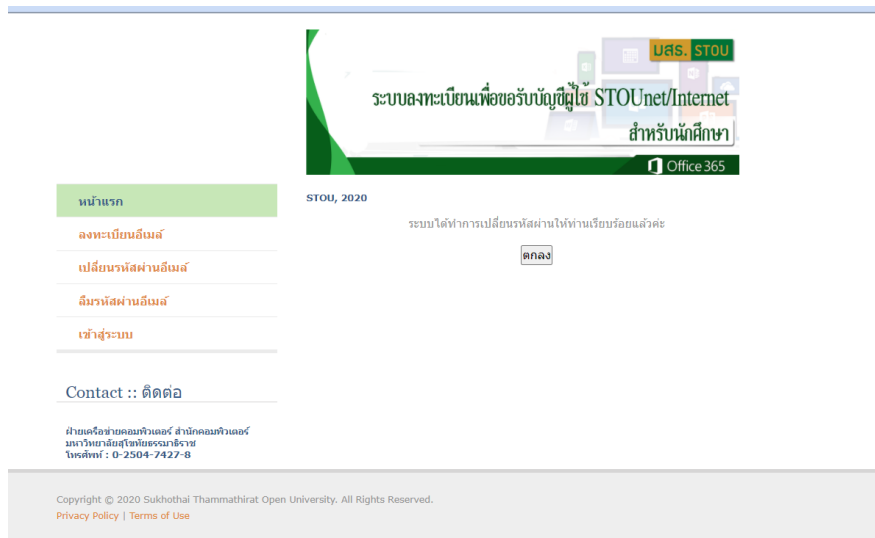 มสธ. STOU
ระบบลงทะเบียนเพื่อขอรับบัญชีผู้ใช้ STOUnet/Internet
สำหรับนักศึกษา
Office 365
หน้าแรก
ลงทะเบียนอีเมล์
เปลี่ยนรหัสผ่านอีเมล์
ลืมรหัสผ่านอีเมล์
เข้าสู่ระบบ
Contact :: ติดต่อ
ฝ่ายเครือข่ายคอมพิวเตอร์ สำนักคอมพิวเตอร์
มหาวิทยาลัยสุโขทัยธรรมาธิราช
โทรศัพท์ : 0-2504-7427-8
STOU, 2020
ระบบได้ทำการเปลี่ยนรหัสผ่านให้ท่านเรียบร้อยแล้วค่ะ
ตกลง
Copyright © 2020 Sukhothai Thammathirat Open University. All Rights Reserved.
Privacy Policy | Terms of Use